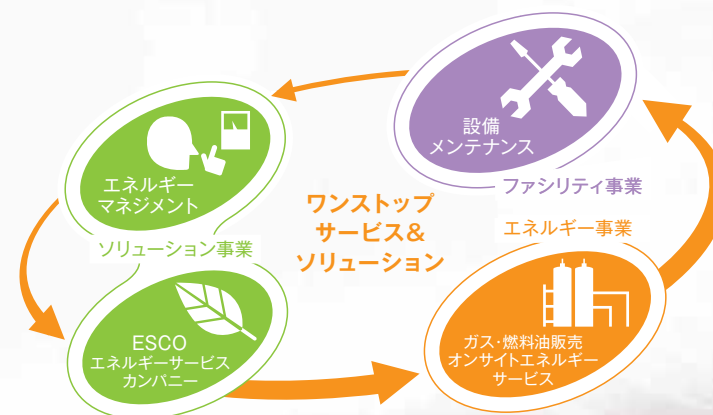 設備
メンテナンス
ファシリティ事業
エネルギー
マネジメント
ソリューション事業
ワンストップ
サービス&
ソリューション
エネルギー事業
ESCO
エネルギーサービス
カンパニー
ガス・燃料油販売
オンサイトエネルギー
サービス